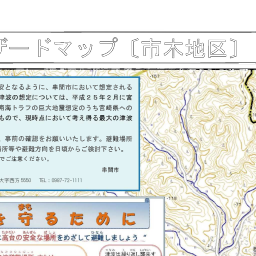 ザードマップ〔市木地区〕
安となるように、串間市において想定される
津波の想定については、平成25年2月に宮
南海トラフの巨大地震想定のうち宮崎県への
もので、現時点において考え得る最大の津波
、事前の確認をお願いいたします。避難場所
場所等や避難方向を日頃からご検討下さい。
でご注意ください。
串間市
大字西方 5550 TEL:0987-72-1111
を守るために
まも
に高台の安全な場所をめざして避難しましょう